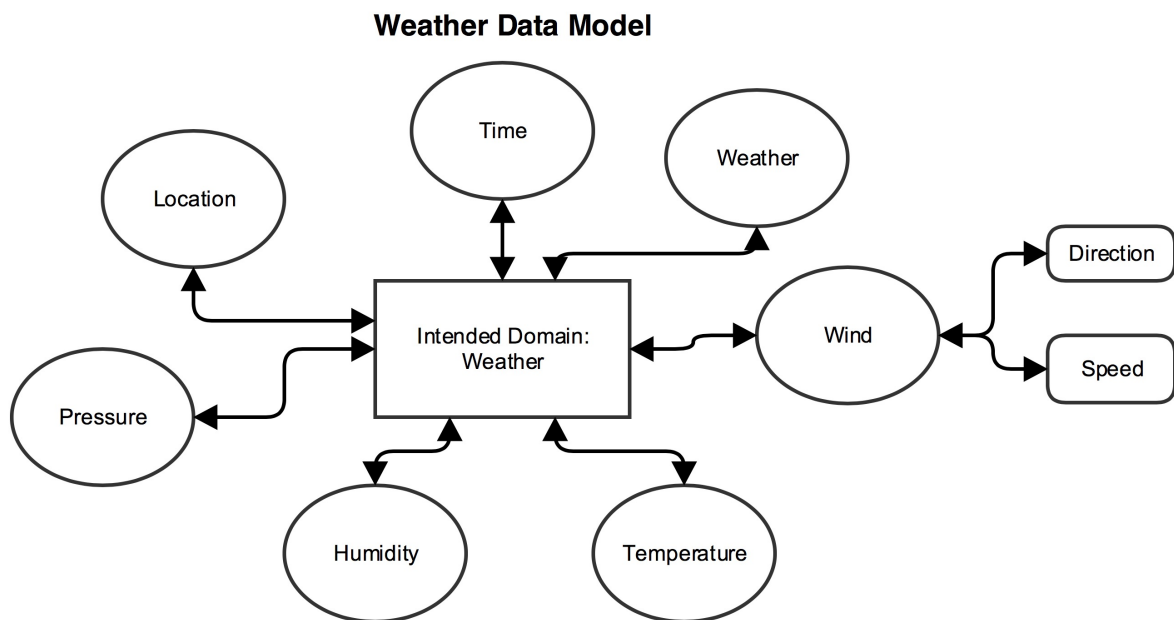 Weather Data Model
Time
Weather
Location
Direction
Intended Domain:
Weather
Wind
Speed
Pressure
Humidity
Temperature